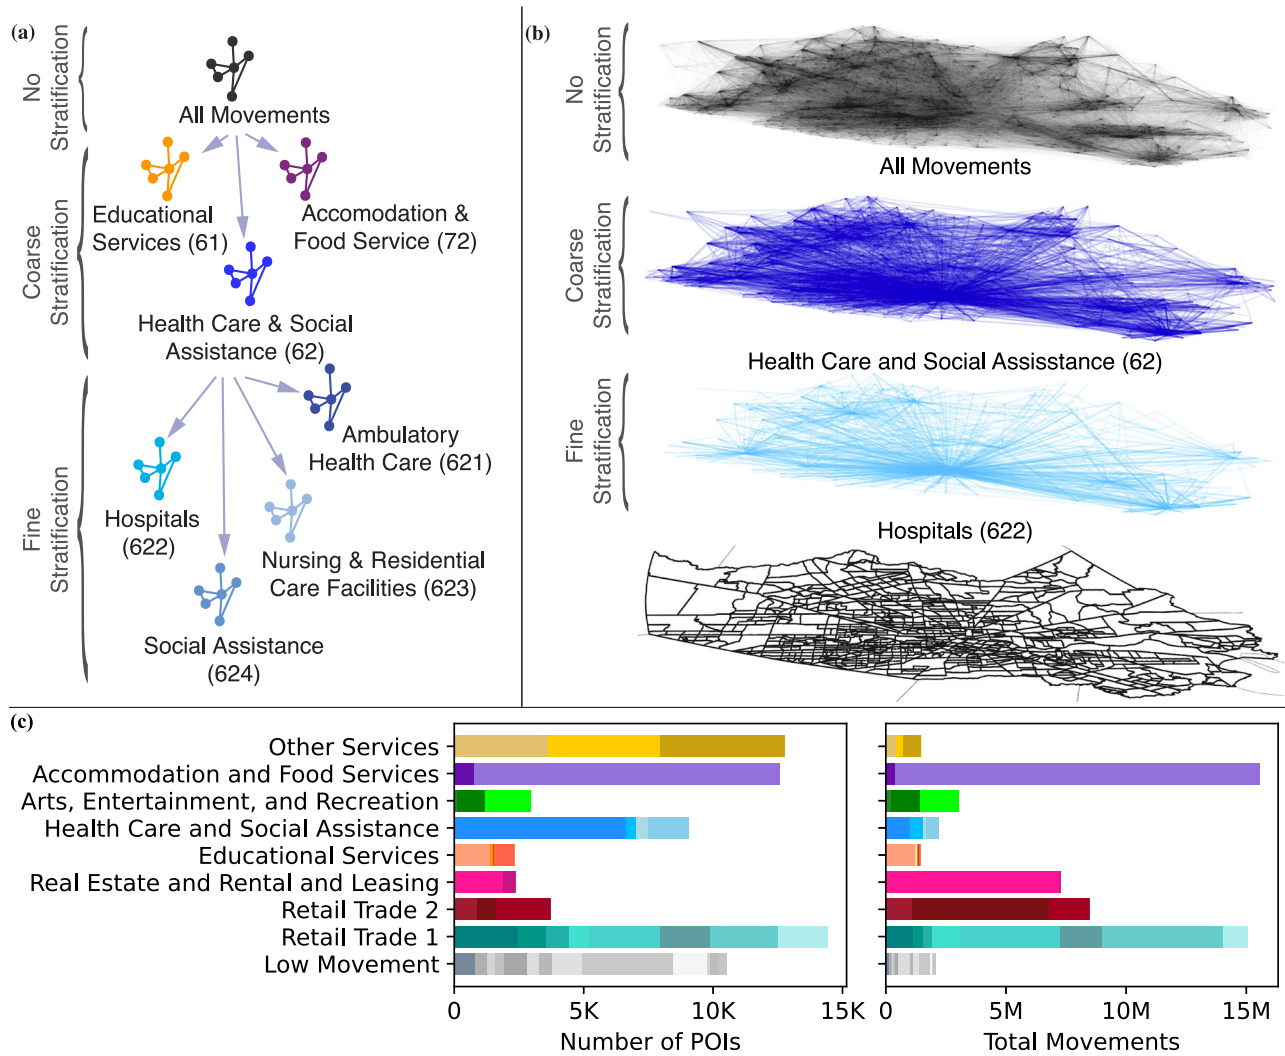 (a)
No
Stratification
All Movements
Coarse
Stratification
Educational
Services (61)
Accomodation &
Food Service (72)
Health Care & Social
Assistance (62)
Fine
Stratification
Ambulatory
Health Care (621)
Hospitals
(622)
Nursing & Residential
Care Facilities (623)
Social Assistance
(624)
(b)
No
Stratification
All Movements
Coarse
Stratification
Health Care and Social Assisstance (62)
Fine
Stratification
Hospitals (622)
(c)
Other Services
Accommodation and Food Services
Arts, Entertainment, and Recreation
Health Care and Social Assistance
Educational Services
Real Estate and Rental and Leasing
Retail Trade 2
Retail Trade 1
Low Movement
0 5K 10K 15K
Number of POIs
0 5M 10M 15M
Total Movements